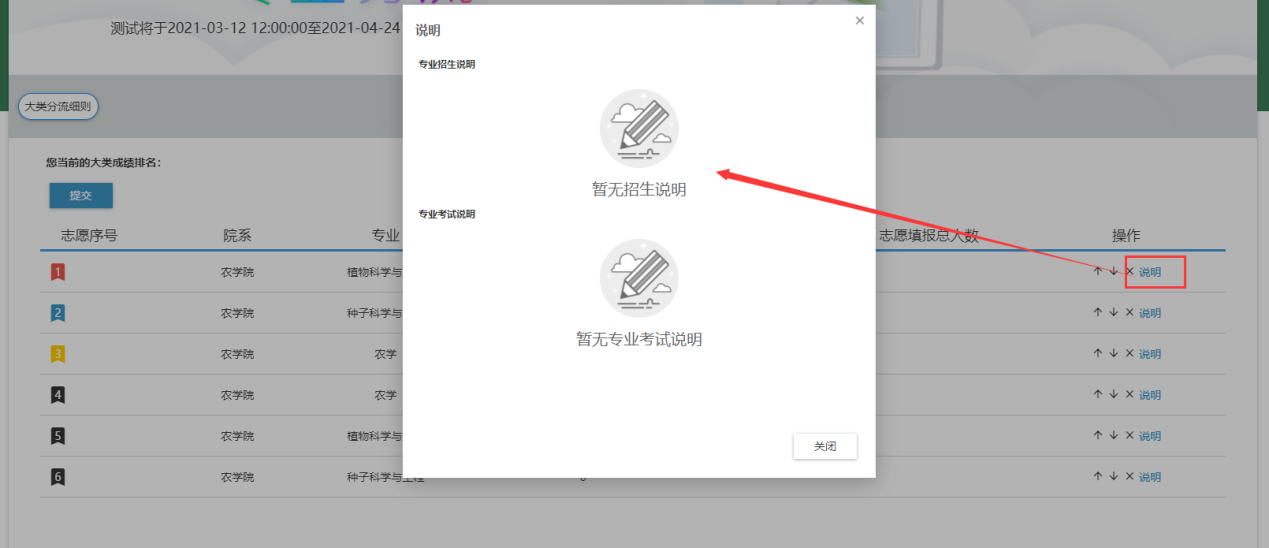 测试将于2021-03-12 12:00:00至2021-04-24
说明
×
专业招生说明
大类分流细则
您当前的大类成绩排名：
提交
暂无招生说明
专业考试说明
志愿序号 院系 专业 志愿填报总人数 操作
1 农学院 植物科学与 ↑ ↓ × 说明
2 农学院 种子科学与 ↑ ↓ × 说明
暂无专业考试说明
3 农学院 农学 ↑ ↓ × 说明
4 农学院 农学 ↑ ↓ × 说明
5 农学院 植物科学与 ↑ ↓ × 说明
关闭
6 农学院 种子科学与工程 ↑ ↓ × 说明